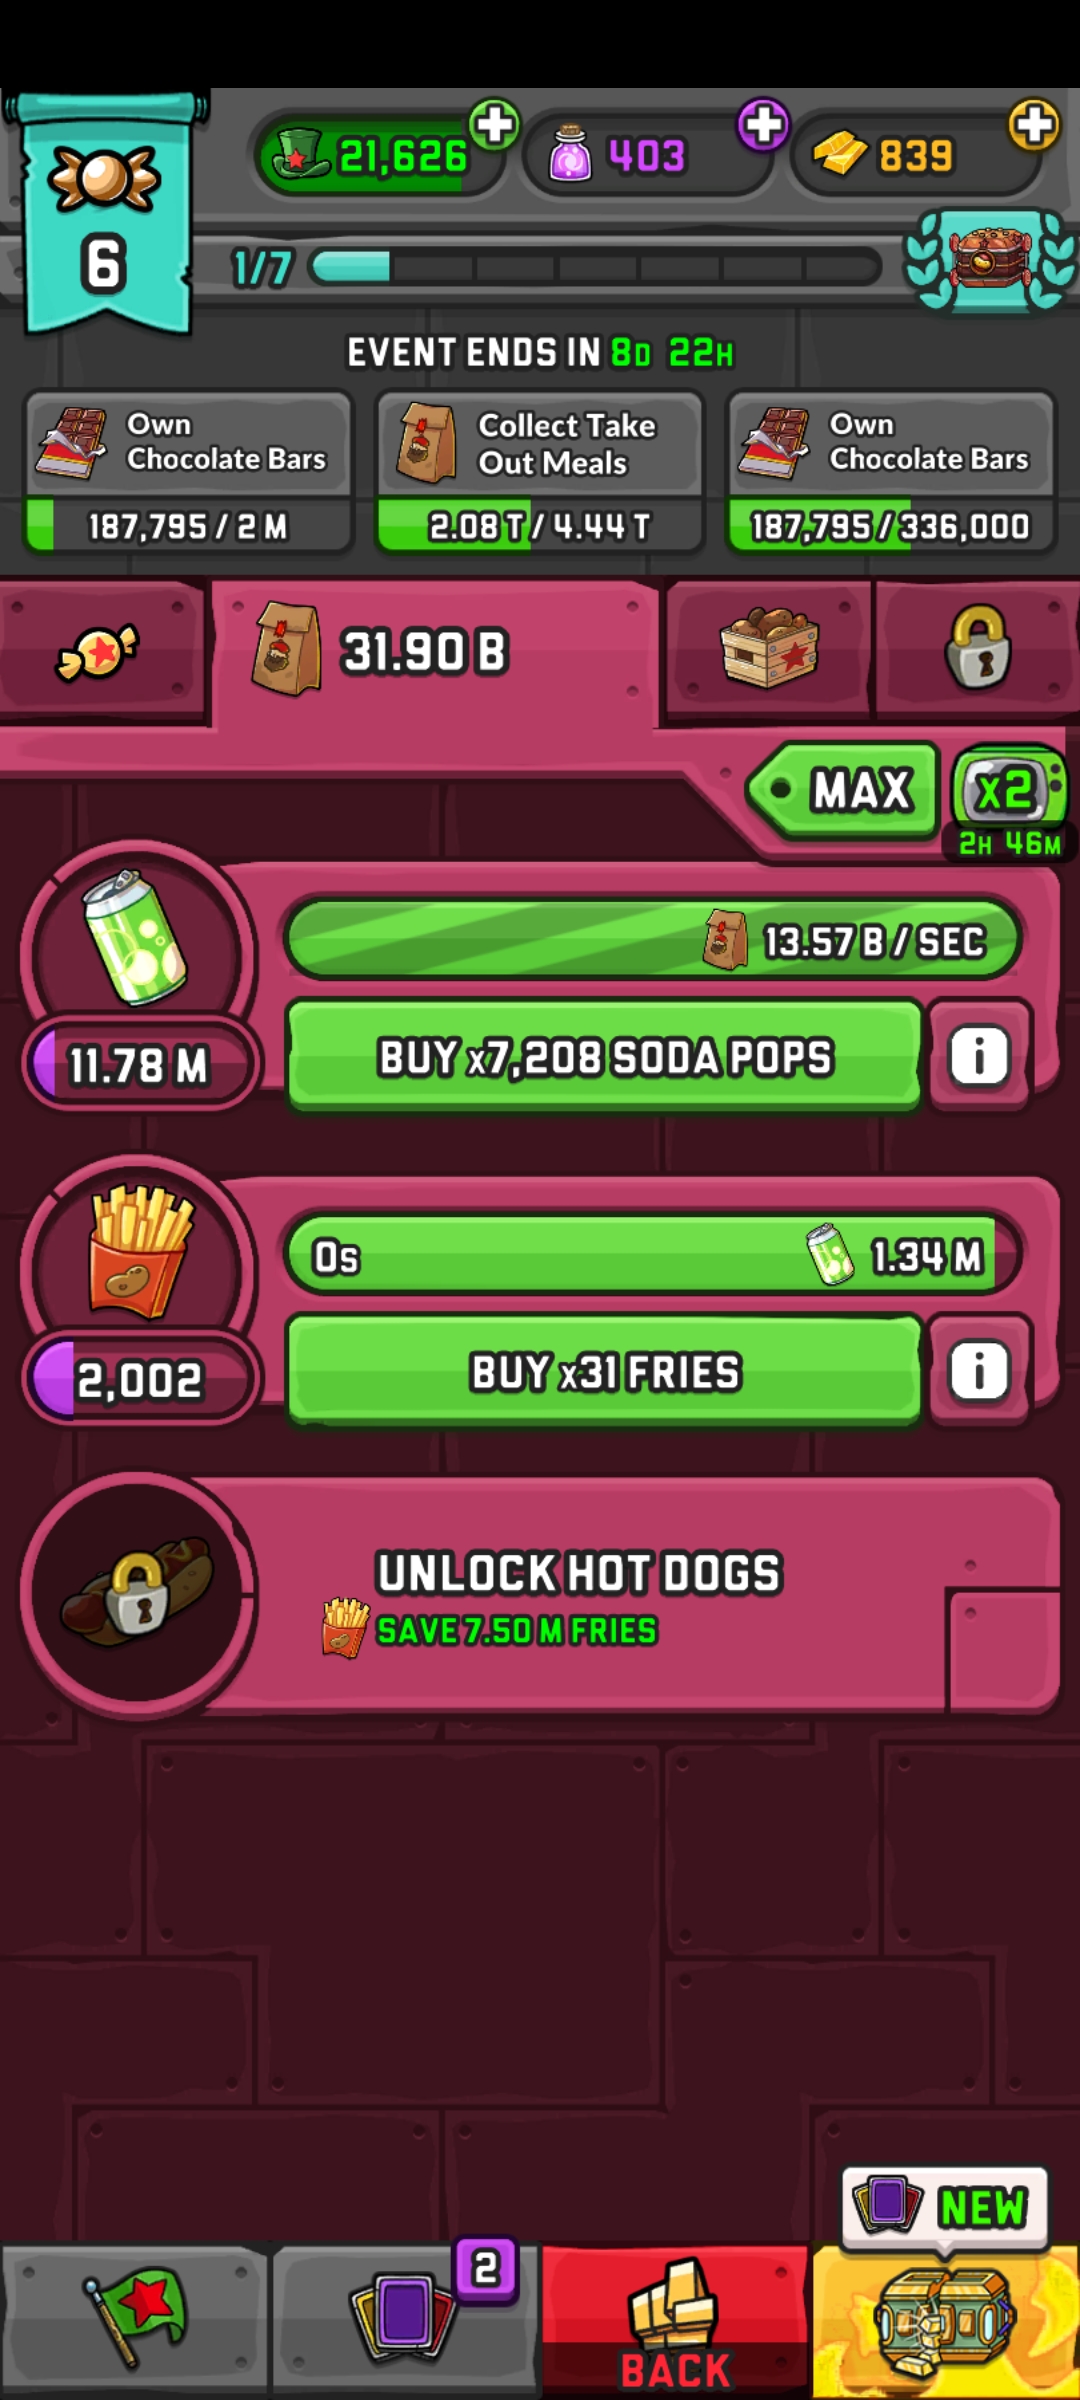 21,626
403
839
6
1/7
EVENT ENDS IN 8D 22H
Own
Chocolate Bars
187,795 / 2 M
Collect Take
Out Meals
2.08 T / 4.44 T
Own
Chocolate Bars
187,795 / 336,000
31.90 B
MAX
x2
2H 46M
13.57 B / SEC
11.78 M
BUY x7,208 SODA POPS
i
0s
1.34 M
2,002
BUY x31 FRIES
i
UNLOCK HOT DOGS
SAVE 7.50 M FRIES
NEW
2
BACK